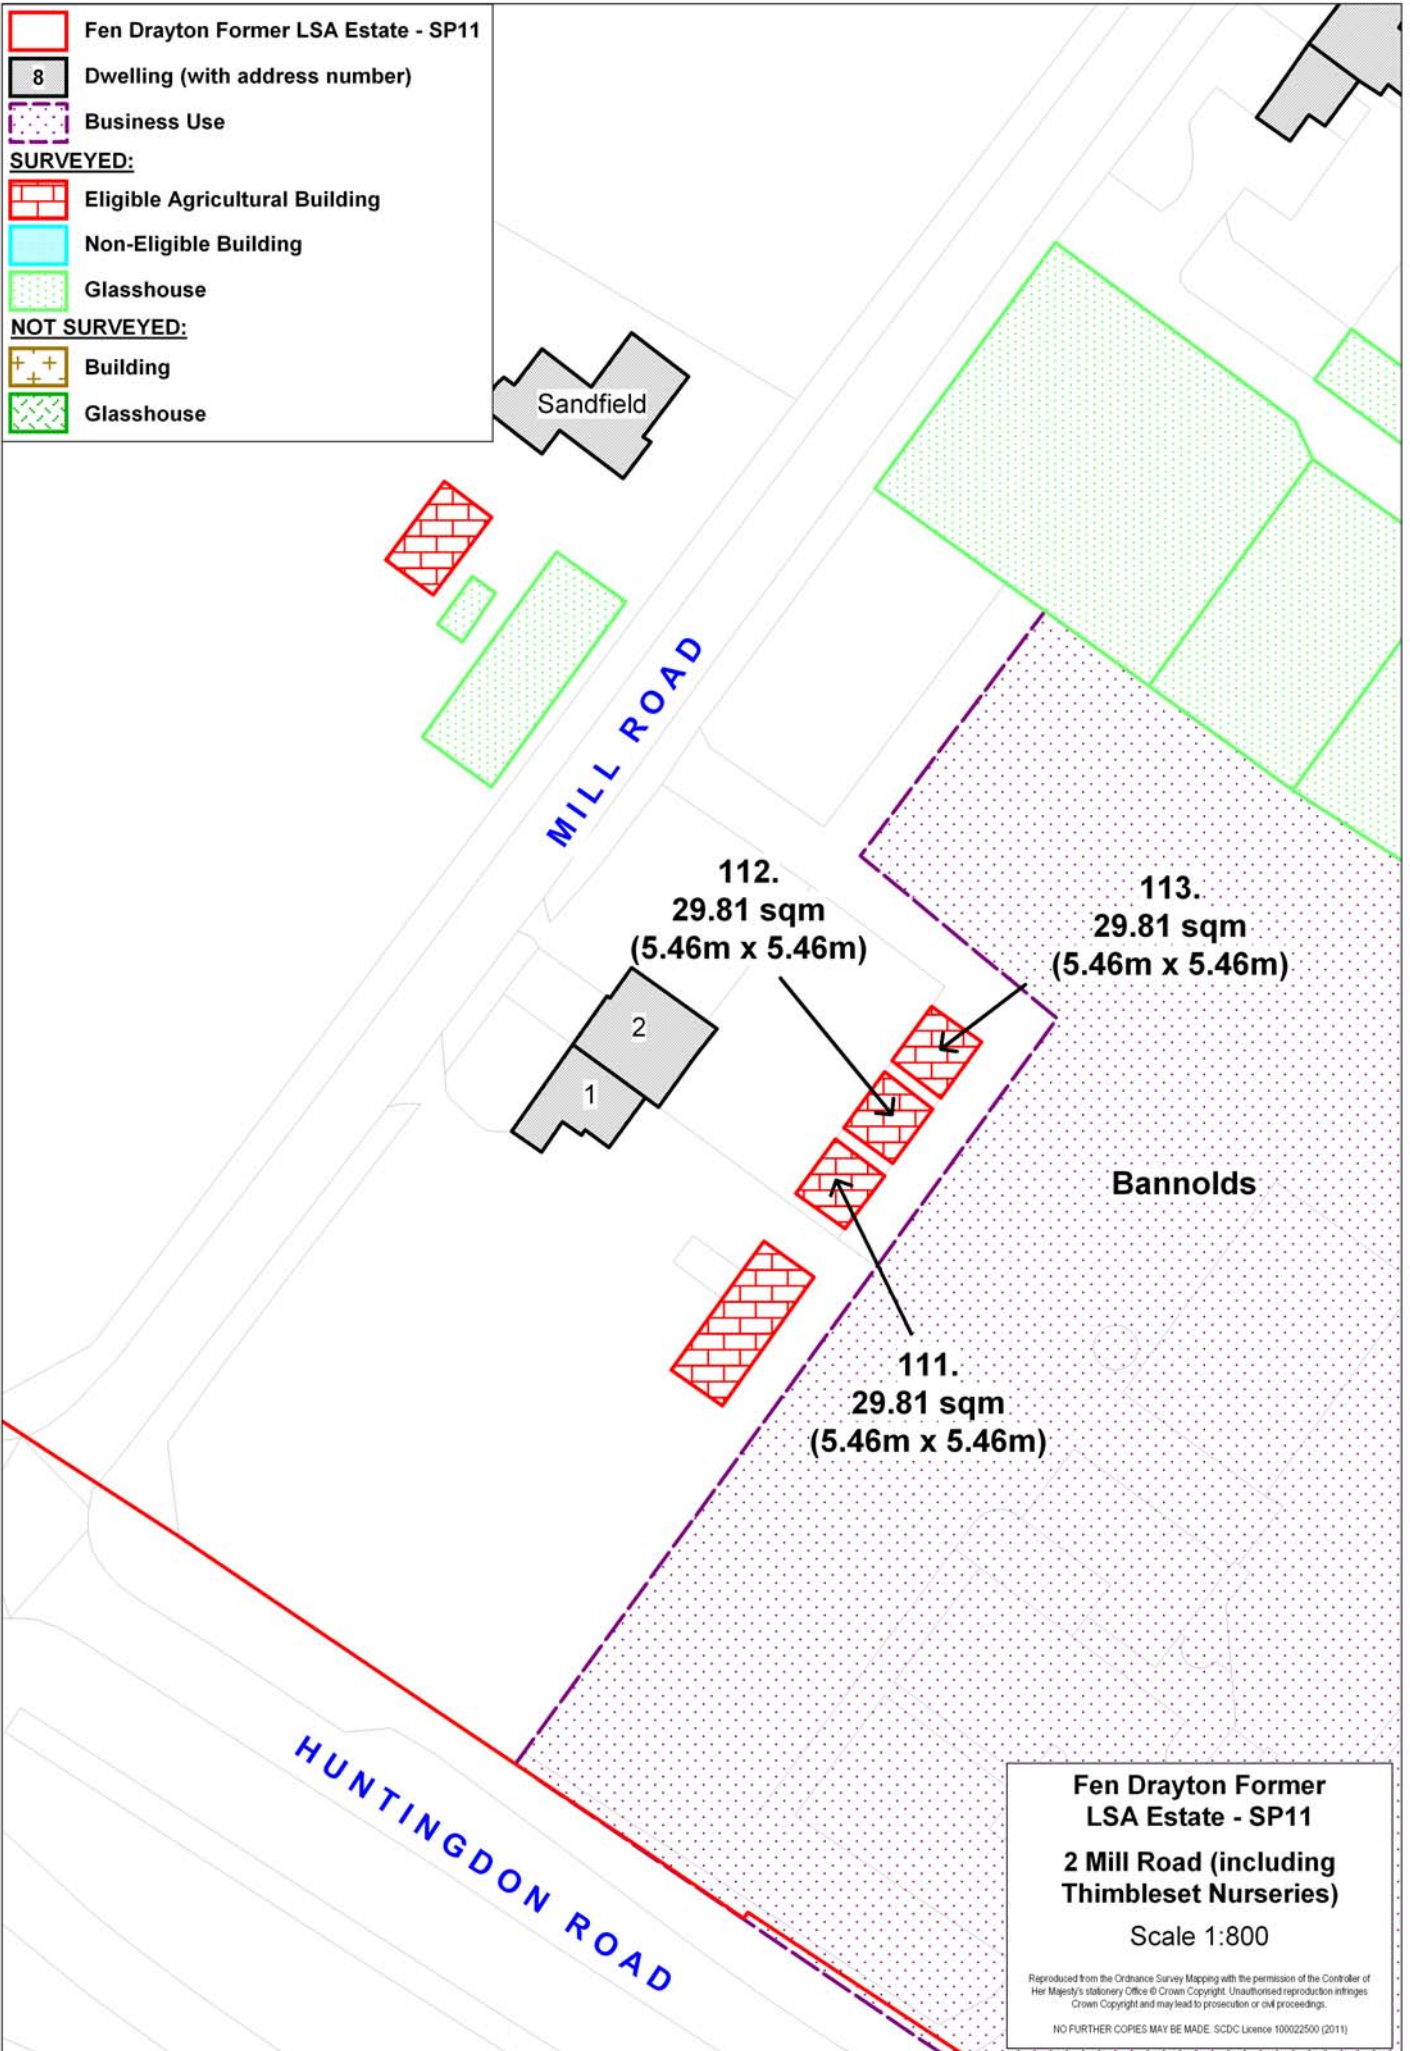 Fen Drayton Former LSA Estate - SP11
8 Dwelling (with address number)
Business Use
SURVEYED:
Eligible Agricultural Building
Non-Eligible Building
Glasshouse
NOT SURVEYED:
Building
Glasshouse
Sandfield
MILL ROAD
112.
29.81 sqm
(5.46m x 5.46m)
113.
29.81 sqm
(5.46m x 5.46m)
2
1
Bannolds
111.
29.81 sqm
(5.46m x 5.46m)
HUNTINGDON ROAD
Fen Drayton Former
LSA Estate - SP11
2 Mill Road (including
Thimbleset Nurseries)
Scale 1:800
Reproduced from the Ordnance Survey Mapping with the permission of the Controller of
Her Majesty's stationery Office © Crown Copyright. Unauthorised reproduction infringes
Crown Copyright and may lead to prosecution or civil proceedings.
NO FURTHER COPIES MAY BE MADE. SCDC Licence 100022500 (2011)